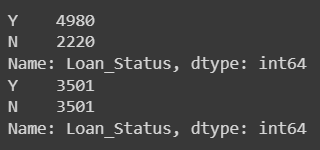 Y    4980
N    2220
Name: Loan_Status, dtype: int64
Y    3501
N    3501
Name: Loan_Status, dtype: int64